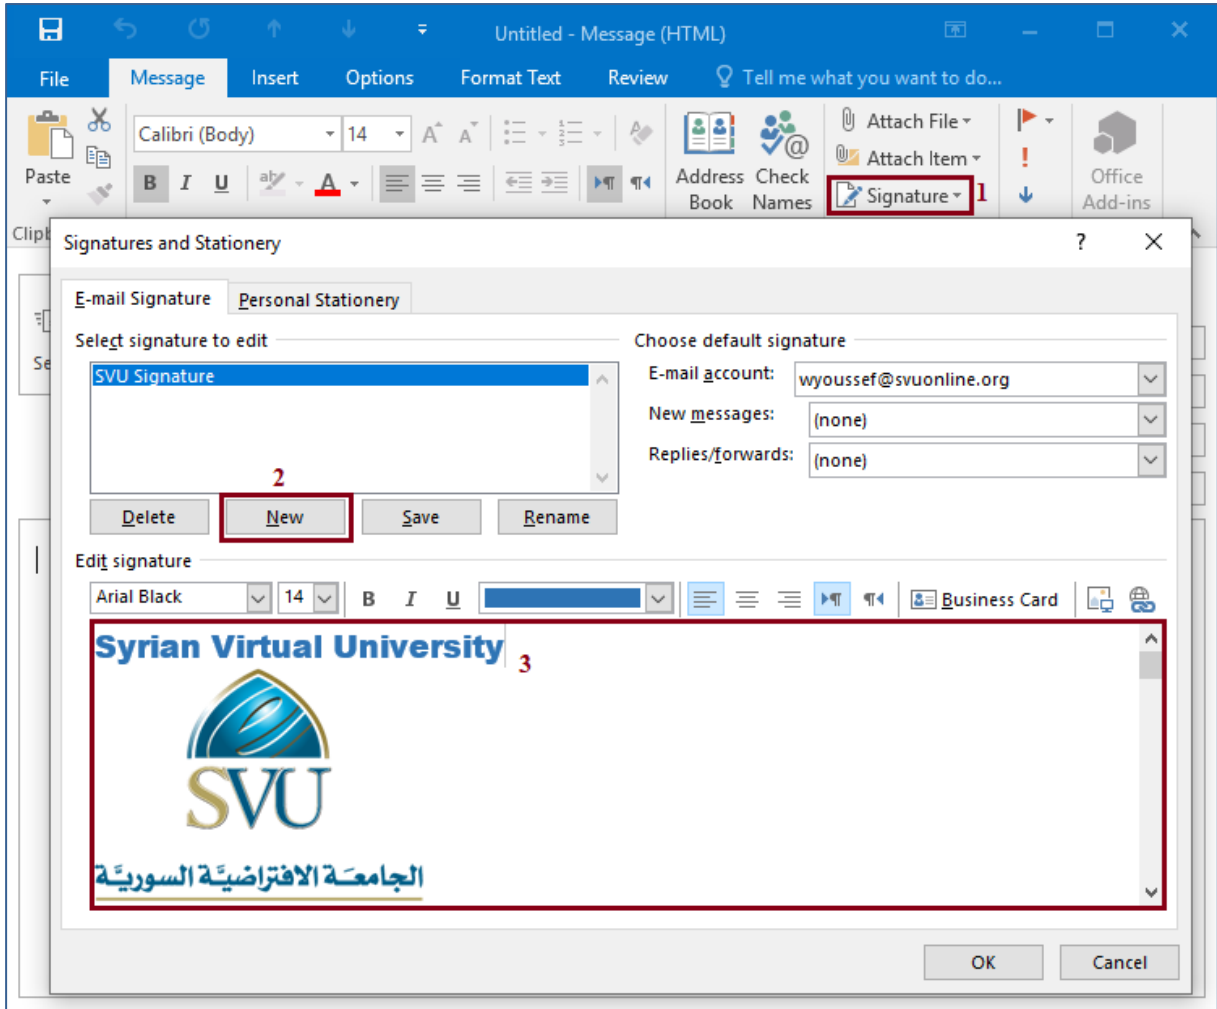 Untitled - Message (HTML)
File Message Insert Options Format Text Review Tell me what you want to do...
Calibri (Body) 14 A A Attach File
Attach Item
Paste B I U aby A Address Check Office
Signature 1
Book Names Add-ins
Signatures and Stationery ? X
E-mail Signature Personal Stationery
Select signature to edit Choose default signature
SVU Signature E-mail account: wyoussef@svuonline.org
New messages: (none)
Replies/forwards: (none)
2
Delete New Save Rename
Edit signature
Arial Black 14 B I U Business Card
Syrian Virtual University 3
SVU
الجامعة الافتراضيَّة السوريَّة
OK Cancel